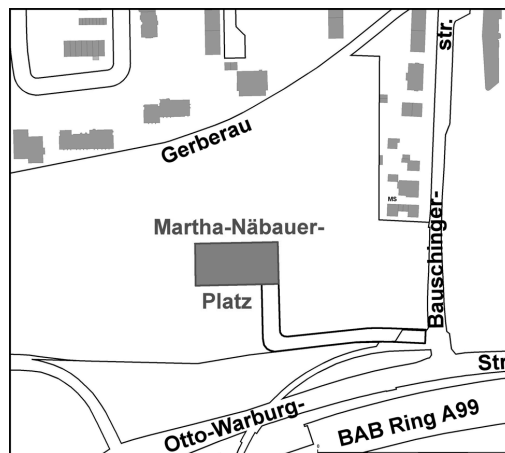 str.
Gerberau
MS
Bauschinger-
Martha-Näbauer-
Platz
Otto-Warburg-
Str
BAB Ring A99